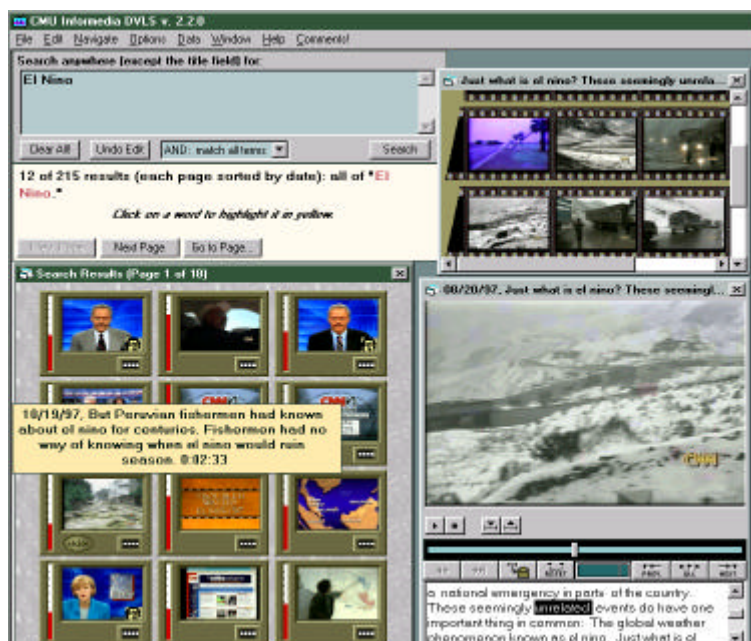 CMU Informedia DVLS v. 2.2.0
File Edit Navigate Options Data Window Help Comments!
Search anywhere (except the title field) for:
El Nino
Clear All!
Undo Edit
AND: match all terms
Search
12 of 215 results (each page sorted by date): all of "El
Nino."
Click on a word to highlight it in yellow.
Next Page
Go to Page...
Just what is el nino? These seemingly unrela...
Search Results (Page 1 of 18)
10/19/97, But Peruvian fishermen had known
about el nino for centuries. Fishermen had no
way of knowing when el nino would ruin
season. 0:02:33
08/20/97, Just what is el nino? These seemingl...
CNN
a national emergency in parts of the country.
These seemingly unrelated events do have one
important thing in common: The global weather
phenomenon known as el nino. Just what is el